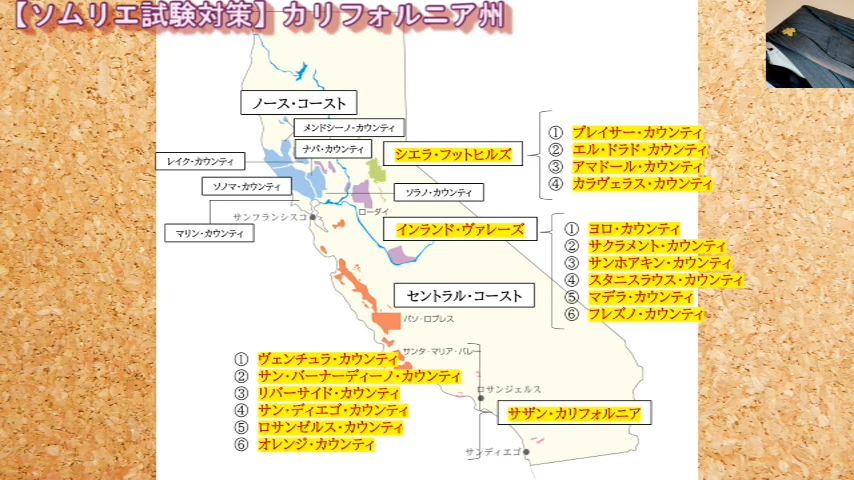 【ソムリエ試験対策】カリフォルニア州
ノース・コースト
メンドシーノ・カウンティ
ナパ・カウンティ
レイク・カウンティ
ソノマ・カウンティ
マリン・カウンティ
サンフランシスコ
ソラノ・カウンティ
ローダイ
シエラ・フットヒルズ
① プレイサー・カウンティ
② エル・ドラド・カウンティ
③ アマドール・カウンティ
④ カラヴェラス・カウンティ
インランド・ヴァレーズ
① ヨロ・カウンティ
② サクラメント・カウンティ
③ サンホアキン・カウンティ
④ スタニスラウス・カウンティ
⑤ マデラ・カウンティ
⑥ フレズノ・カウンティ
セントラル・コースト
パソ・ロブレス
サンタ・マリア・バレー
① ヴェンチュラ・カウンティ
② サン・バーナーディーノ・カウンティ
③ リバーサイド・カウンティ
④ サン・ディエゴ・カウンティ
⑤ ロサンゼルス・カウンティ
⑥ オレンジ・カウンティ
ロサンジェルス
サザン・カリフォルニア
サンディエゴ